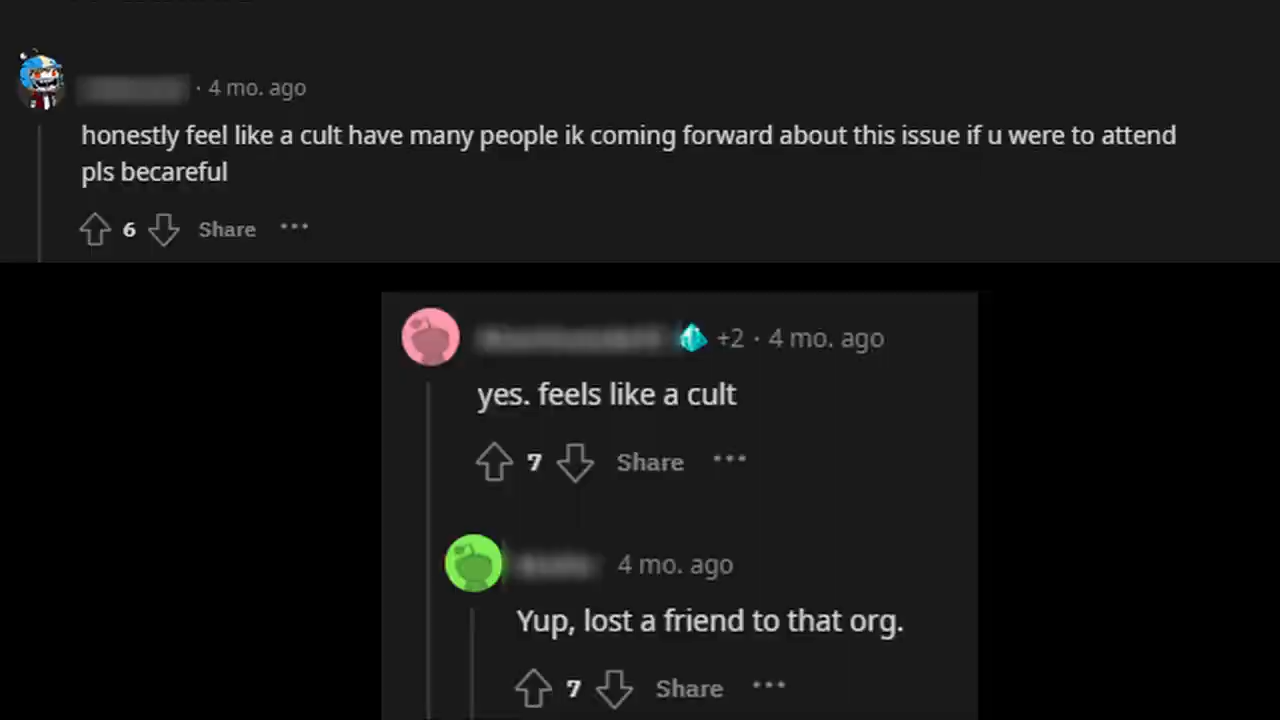 · 4 mo. ago
honestly feel like a cult have many people ik coming forward about this issue if u were to attend
pls becareful
6 Share ···
+2 · 4 mo. ago
yes. feels like a cult
7 Share ···
4 mo. ago
Yup, lost a friend to that org.
7 Share ···